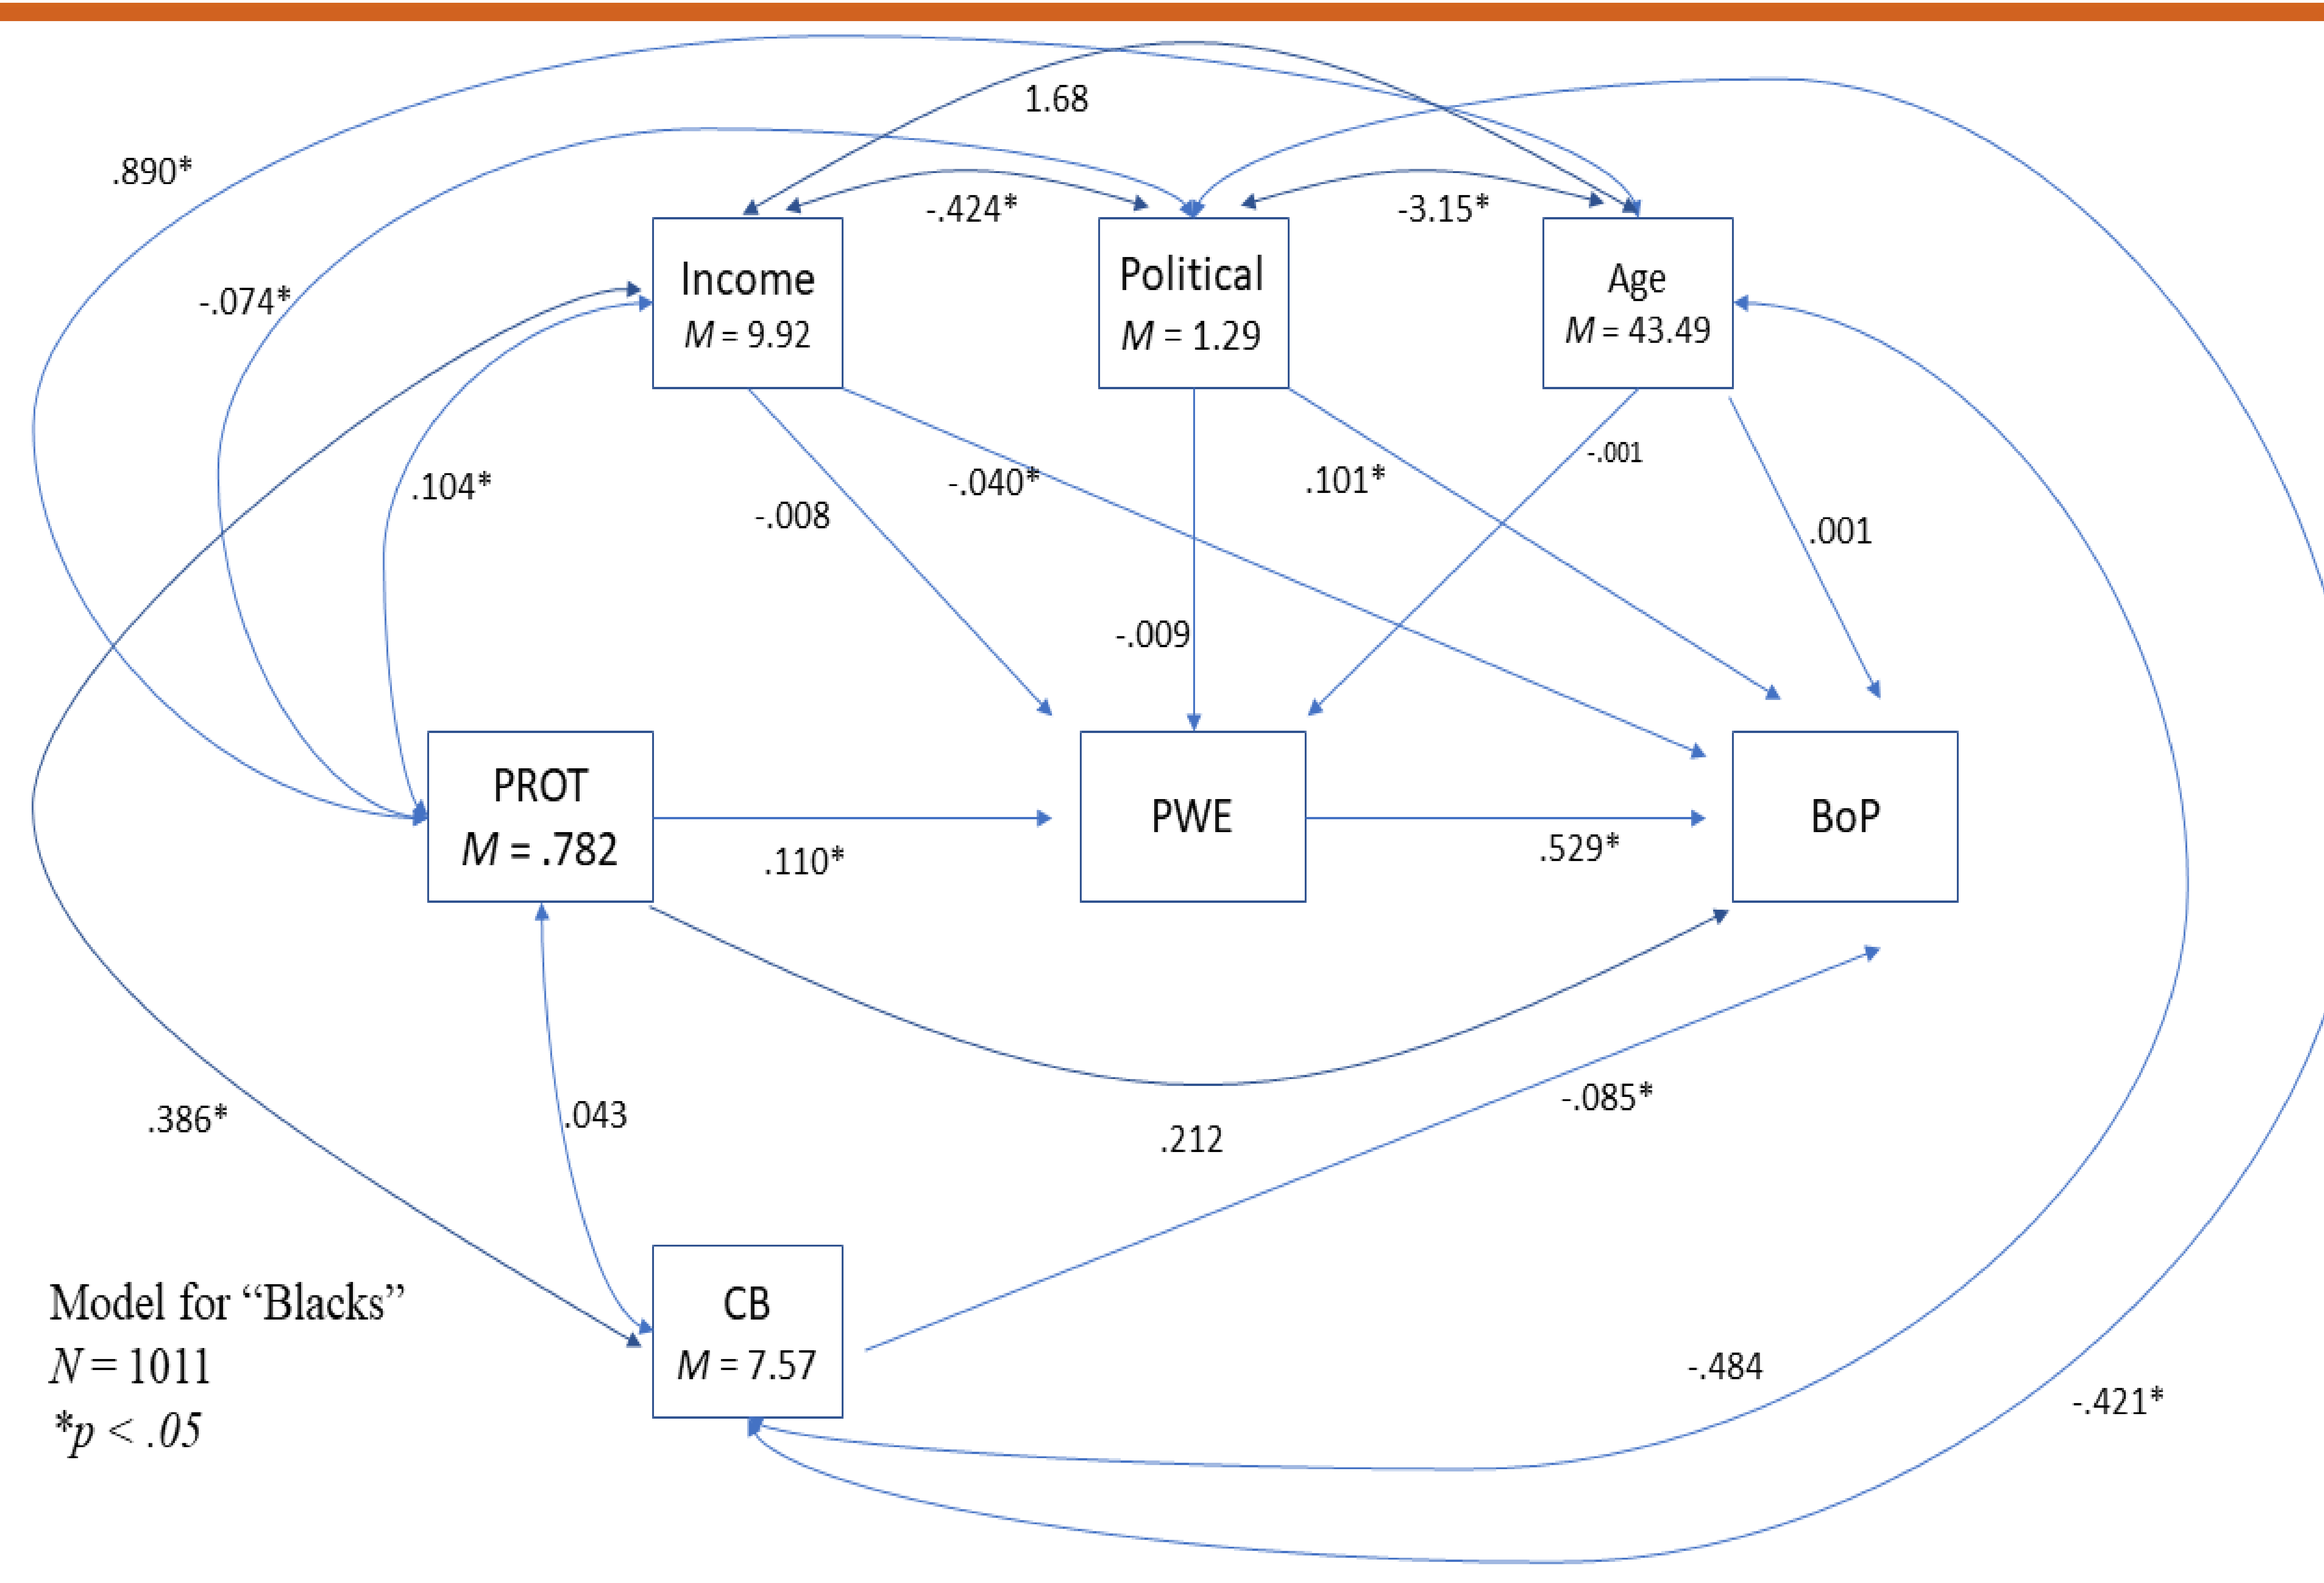 1.68
.890*
-.424*
-3.15*
-.074*
Income
M = 9.92
Political
M = 1.29
Age
M = 43.49
.104*
-.008
-.040*
.101*
-.001
.001
-.009
PROT
M = .782
PWE
BoP
.110*
.529*
.386*
.043
.212
-.085*
CB
M = 7.57
-.484
-.421*
Model for “Blacks”
N = 1011
*p < .05